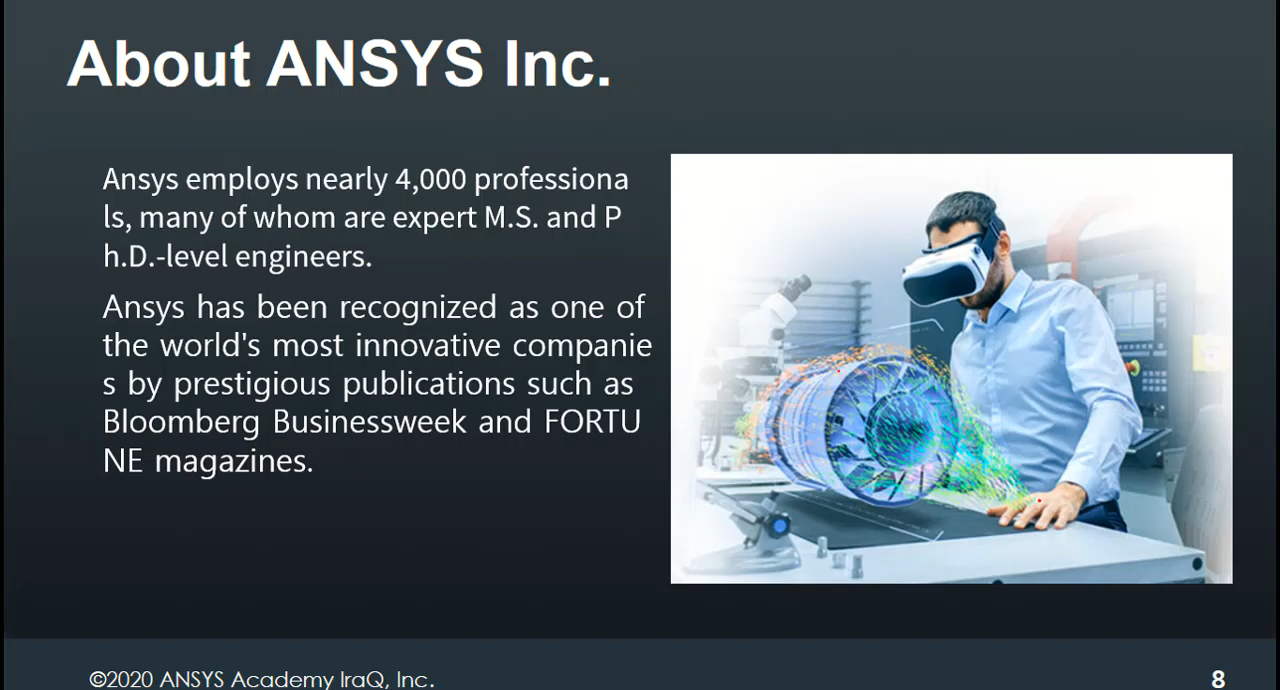 About ANSYS Inc.
Ansys employs nearly 4,000 professiona
ls, many of whom are expert M.S. and P
h.D.-level engineers.
Ansys has been recognized as one of
the world's most innovative companie
s by prestigious publications such as
Bloomberg Businessweek and FORTU
NE magazines.
©2020 ANSYS Academy IraQ, Inc.
8